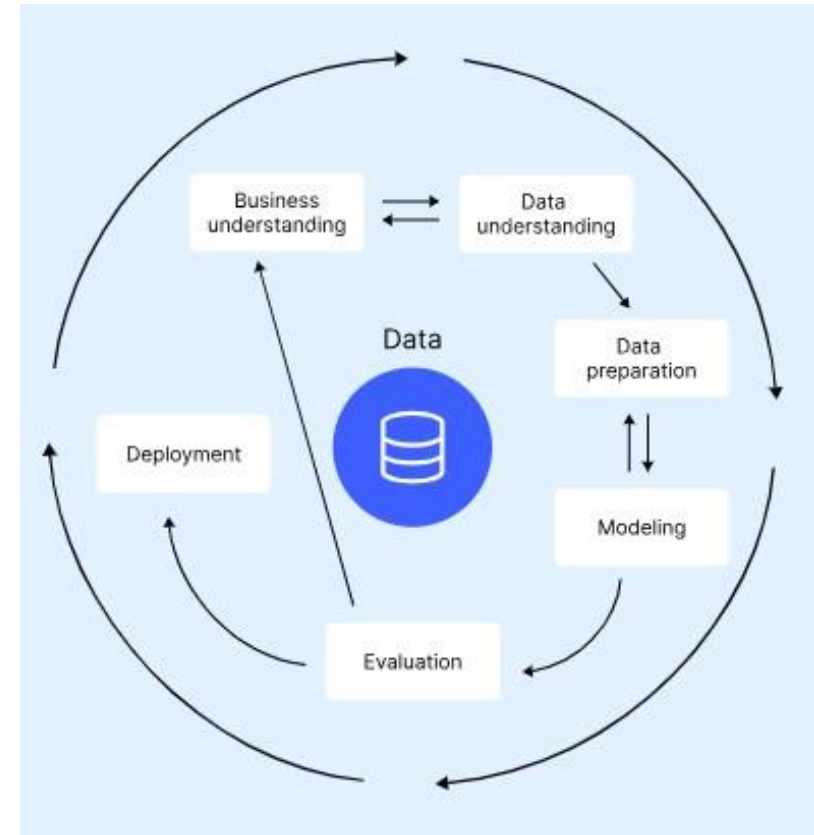 Business
understanding
Data
understanding
Data
Data
preparation
Deployment
Modeling
Evaluation